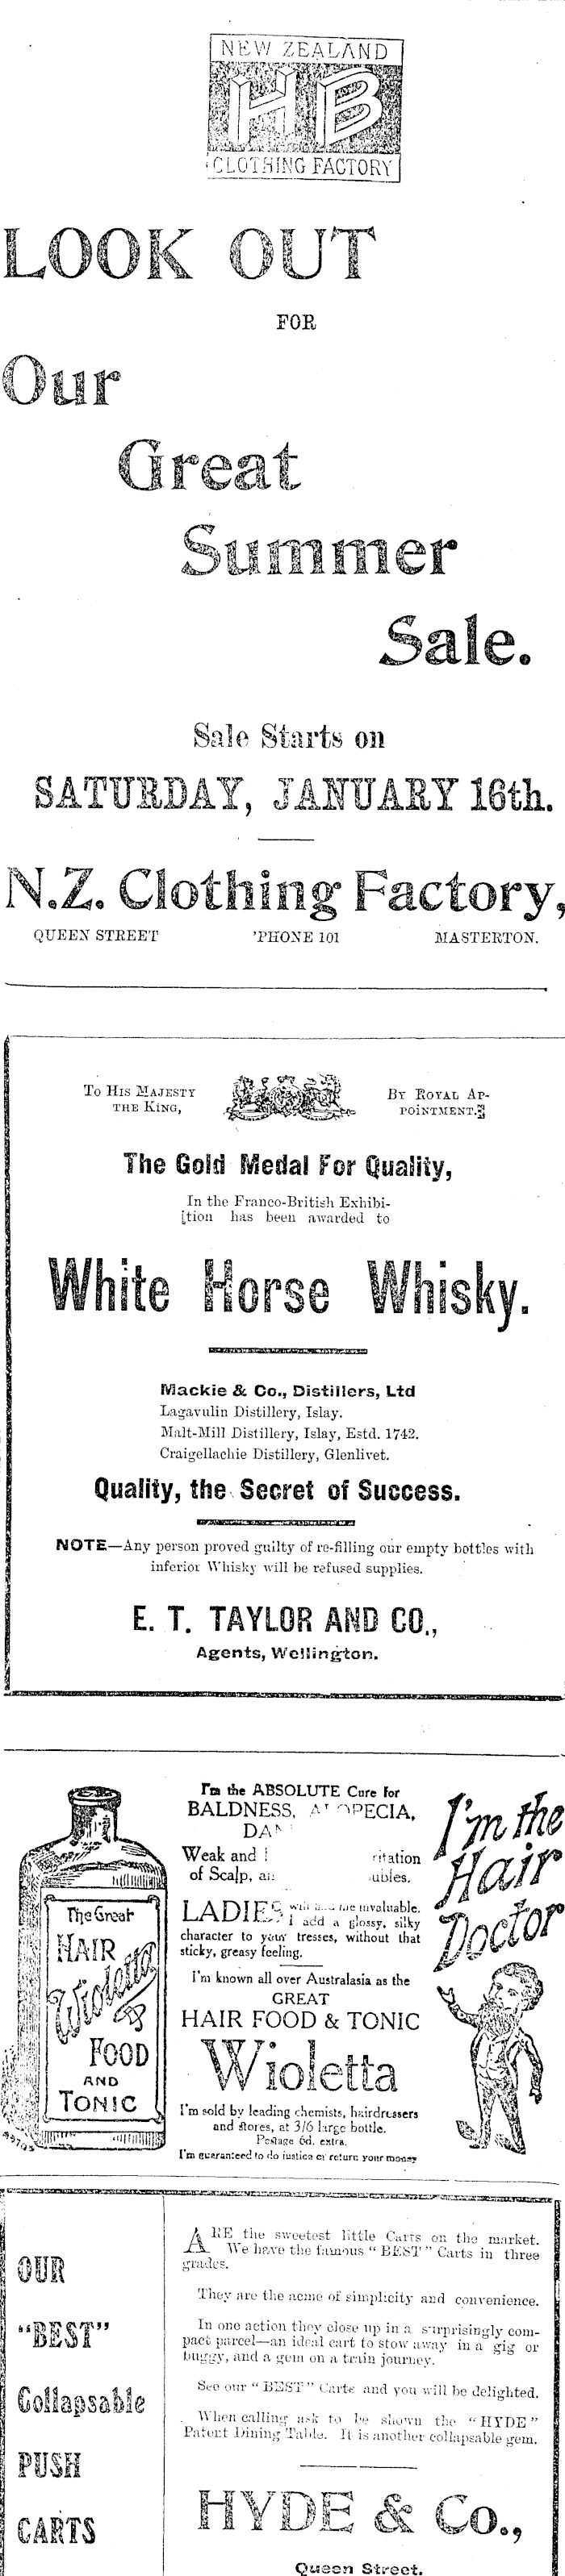 NEW ZEALAND
HB
CLOTHING FACTORY
LOOK OUT
FOR
Our
Great
Summer
Sale.
Sale Starts on
SATURDAY, JANUARY 16th.
N.Z. Clothing Factory,
QUEEN STREET 'PHONE 101 MASTERTON.
TO HIS MAJESTY
THE KING,
BY ROYAL AP-
POINTMENT.
The Gold Medal For Quality,
In the Franco-British Exhibi-
tion has been awarded to
White Horse Whisky.
Mackie & Co., Distillers, Ltd
Lagavulin Distillery, Islay.
Malt-Mill Distillery, Islay, Estd. 1742.
Craigellachie Distillery, Glenlivet.
Quality, the Secret of Success.
NOTE—Any person proved guilty of re-filling our empty bottles with
inferior Whisky will be refused supplies.
E. T. TAYLOR AND CO.,
Agents, Wellington.
The Great
HAIR
Wioletta
FOOD
AND
TONIC
I'm the ABSOLUTE Cure for
BALDNESS,
Weak and
of Scalp,
LADIES invaluable.
I add a glossy, silky
character to your tresses, without that
sticky, greasy feeling.
I'm known all over Australasia as the
GREAT
HAIR FOOD & TONIC
Wioletta
I'm sold by leading chemists, hairdressers
and stores, at 3/6 large bottle.
Postage 6d. extra.
I'm guaranteed to do justice or return your money
I'm the
Hair
Doctor
OUR
"BEST"
Collapsable
PUSH
CARTS
ARE the sweetest little Carts on the market.
We have the famous "BEST" Carts in three
grades.
They are the acme of simplicity and convenience.
In one action they close up in a surprisingly com-
pact parcel—an ideal cart to stow away in a gig or
buggy, and a gem on a train journey.
See our "BEST" Carts and you will be delighted.
When calling ask to be shown the "HYDE"
Patent Dining Table. It is another collapsable gem.
HYDE & Co.,
Queen Street.